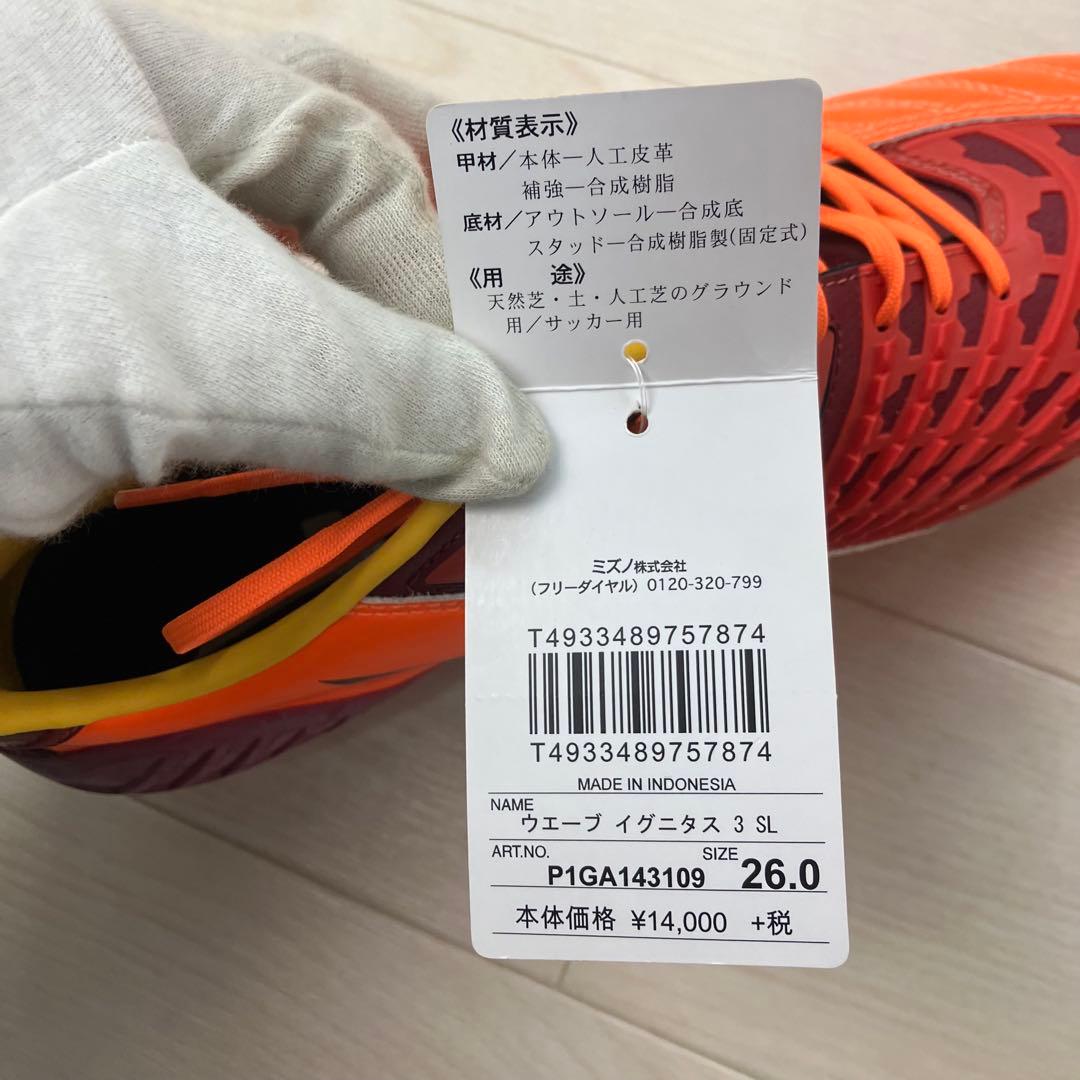 《材質表示》
甲材／本体―人工皮革
補強―合成樹脂
底材／アウトソール―合成底
スタッド―合成樹脂製(固定式)
《用　途》
天然芝・土・人工芝のグラウンド
用／サッカー用
ミズノ株式会社
(フリーダイヤル) 0120-320-799
T4933489757874
T4933489757874
MADE IN INDONESIA
NAME
ウエーブ イグニタス 3 SL
ART.NO. P1GA143109 SIZE 26.0
本体価格 ¥14,000 +税